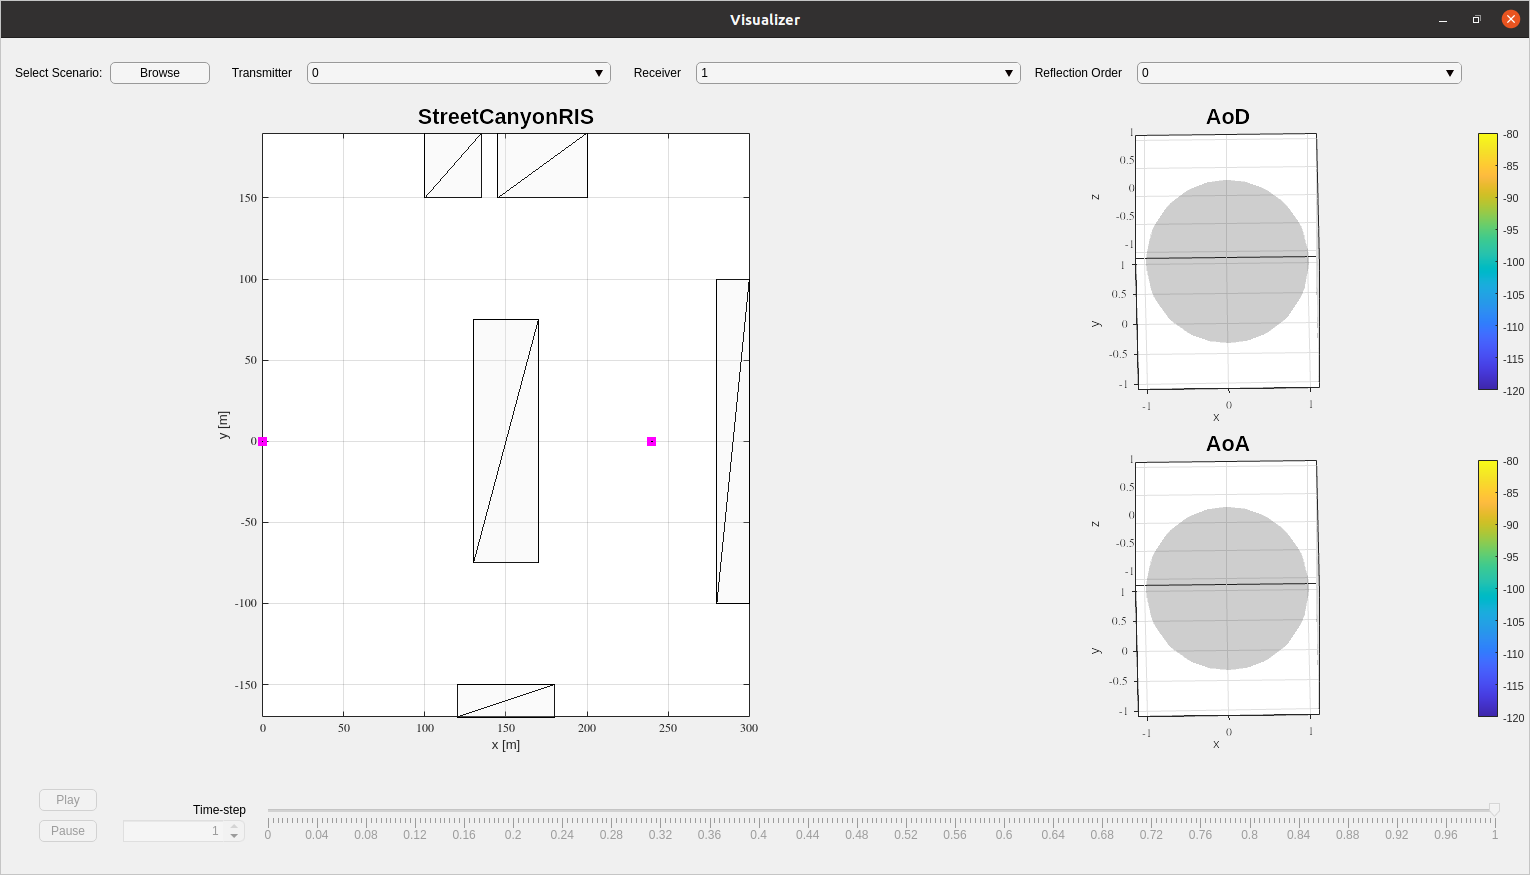 Visualizer
Select Scenario: Browse Transmitter 0 Receiver 1 Reflection Order 0
StreetCanyonRIS
150
100
50
0
-50
-100
-150
0 50 100 150 200 250 300
x [m]
y [m]
AoD
1
0.5
0
-0.5
-1
z
1
0.5
0
-0.5
-1
y
-1 0 1
x
-80
-85
-90
-95
-100
-105
-110
-115
-120
AoA
1
0.5
0
-0.5
-1
z
1
0.5
0
-0.5
-1
y
-1 0 1
x
-80
-85
-90
-95
-100
-105
-110
-115
-120
Play
Pause
Time-step
1
0 0.04 0.08 0.12 0.16 0.2 0.24 0.28 0.32 0.36 0.4 0.44 0.48 0.52 0.56 0.6 0.64 0.68 0.72 0.76 0.8 0.84 0.88 0.92 0.96 1